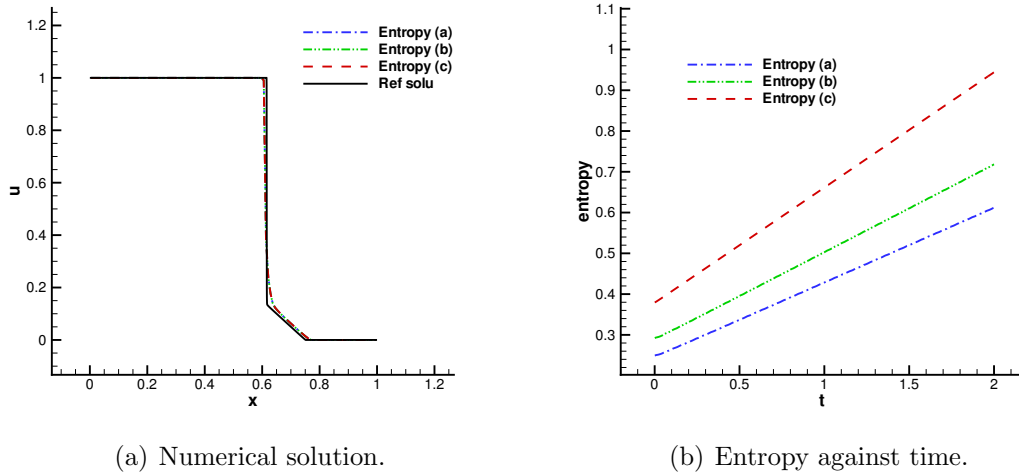 1.2
1
0.8
0.6
0.4
0.2
0
u
0 0.2 0.4 0.6 0.8 1 1.2
x
Entropy (a)
Entropy (b)
Entropy (c)
Ref solu
1.1
1
0.9
0.8
0.7
0.6
0.5
0.4
0.3
entropy
0 0.5 1 1.5 2
t
Entropy (a)
Entropy (b)
Entropy (c)
(a) Numerical solution.
(b) Entropy against time.